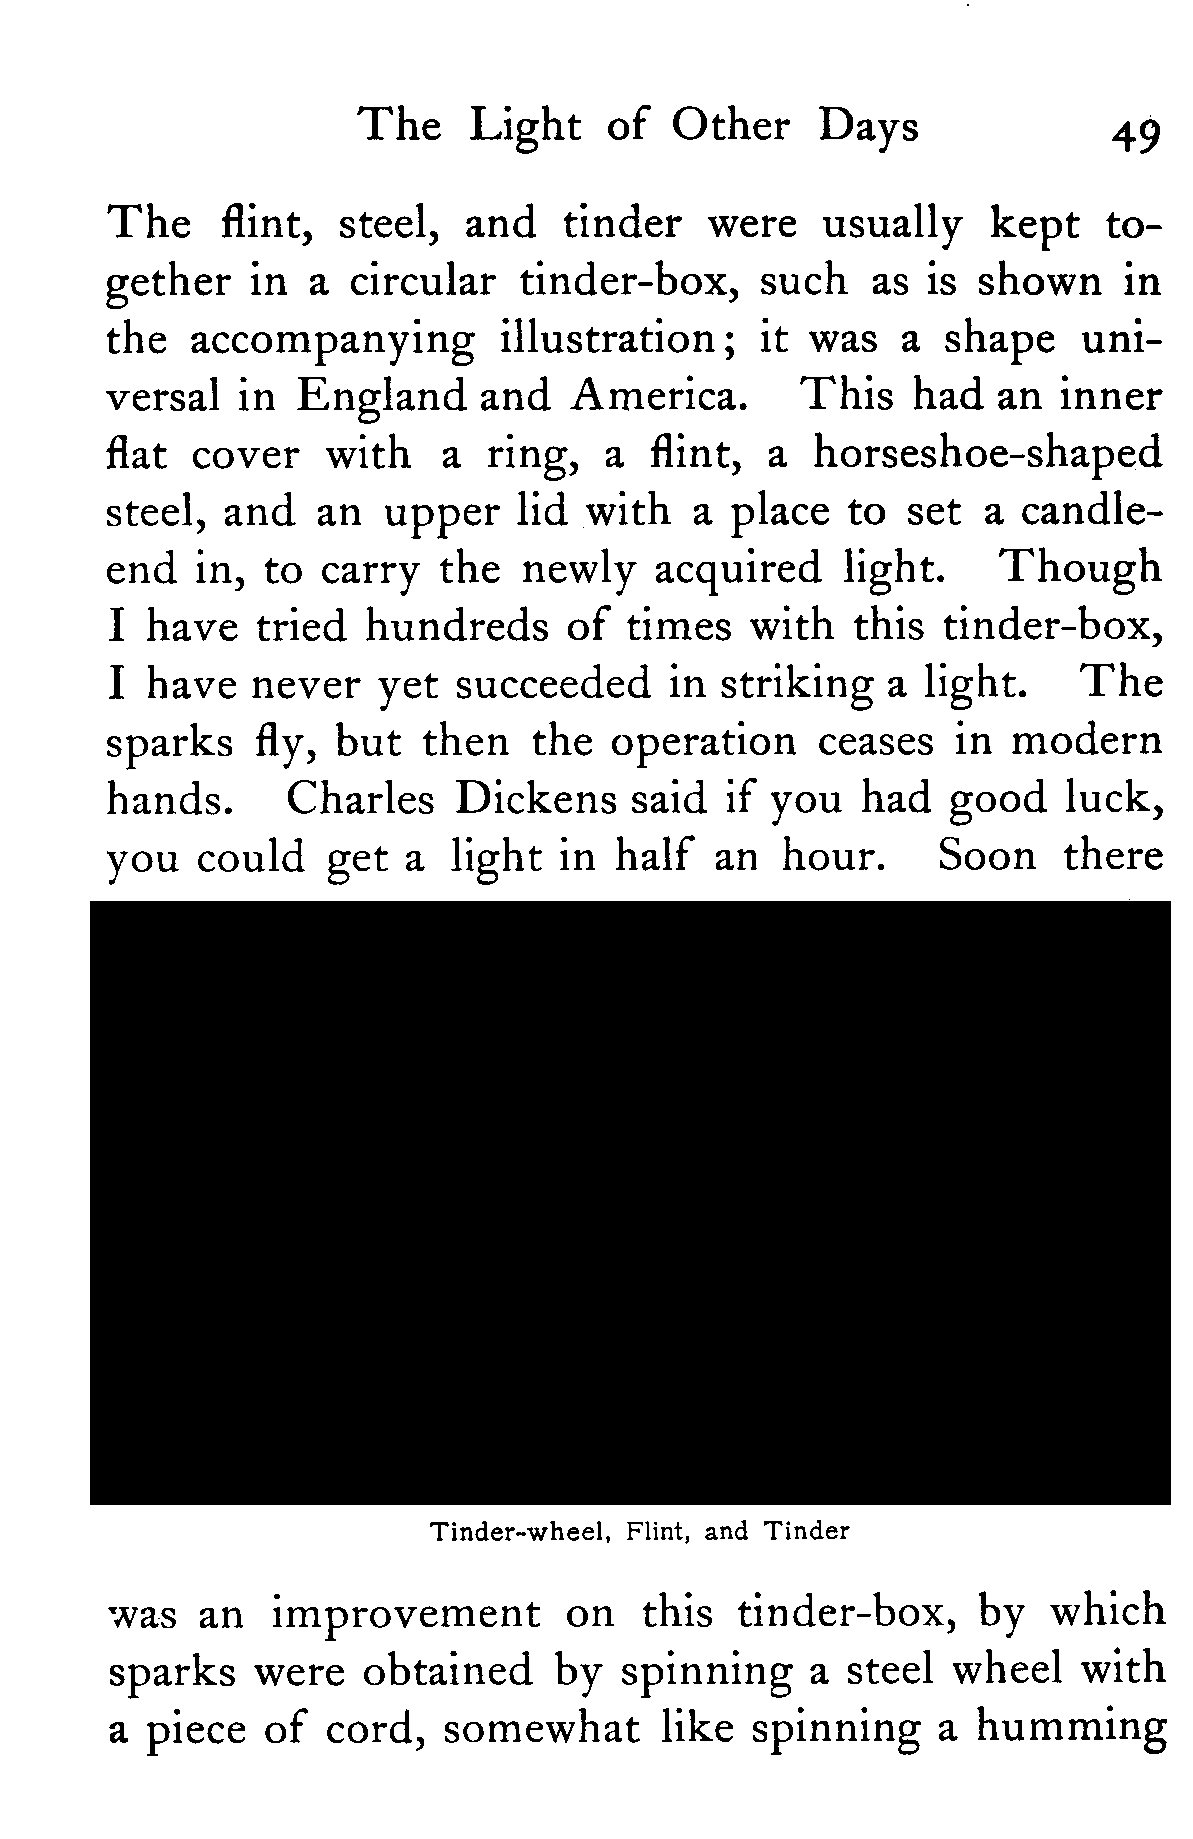 The Light of Other Days 49
The flint, steel, and tinder were usually kept to-
gether in a circular tinder-box, such as is shown in
the accompanying illustration; it was a shape uni-
versal in England and America. This had an inner
flat cover with a ring, a flint, a horseshoe-shaped
steel, and an upper lid with a place to set a candle-
end in, to carry the newly acquired light. Though
I have tried hundreds of times with this tinder-box,
I have never yet succeeded in striking a light. The
sparks fly, but then the operation ceases in modern
hands. Charles Dickens said if you had good luck,
you could get a light in half an hour. Soon there
Tinder-wheel, Flint, and Tinder
was an improvement on this tinder-box, by which
sparks were obtained by spinning a steel wheel with
a piece of cord, somewhat like spinning a humming